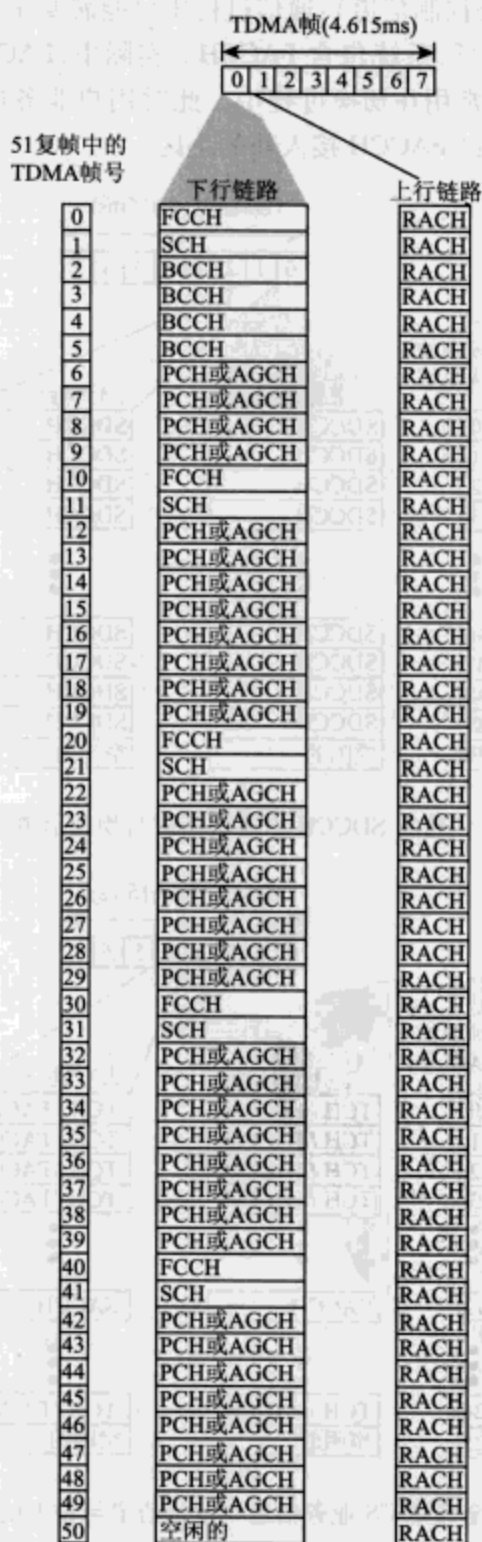 TDMA帧(4.615ms)
0 1 2 3 4 5 6 7
51复帧中的
TDMA帧号
下行链路 上行链路
0 FCCH RACH
1 SCH RACH
2 BCCH RACH
3 BCCH RACH
4 BCCH RACH
5 BCCH RACH
6 PCH或AGCH RACH
7 PCH或AGCH RACH
8 PCH或AGCH RACH
9 PCH或AGCH RACH
10 FCCH RACH
11 SCH RACH
12 PCH或AGCH RACH
13 PCH或AGCH RACH
14 PCH或AGCH RACH
15 PCH或AGCH RACH
16 PCH或AGCH RACH
17 PCH或AGCH RACH
18 PCH或AGCH RACH
19 PCH或AGCH RACH
20 FCCH RACH
21 SCH RACH
22 PCH或AGCH RACH
23 PCH或AGCH RACH
24 PCH或AGCH RACH
25 PCH或AGCH RACH
26 PCH或AGCH RACH
27 PCH或AGCH RACH
28 PCH或AGCH RACH
29 PCH或AGCH RACH
30 FCCH RACH
31 SCH RACH
32 PCH或AGCH RACH
33 PCH或AGCH RACH
34 PCH或AGCH RACH
35 PCH或AGCH RACH
36 PCH或AGCH RACH
37 PCH或AGCH RACH
38 PCH或AGCH RACH
39 PCH或AGCH RACH
40 FCCH RACH
41 SCH RACH
42 PCH或AGCH RACH
43 PCH或AGCH RACH
44 PCH或AGCH RACH
45 PCH或AGCH RACH
46 PCH或AGCH RACH
47 PCH或AGCH RACH
48 PCH或AGCH RACH
49 PCH或AGCH RACH
50 空闲的 RACH